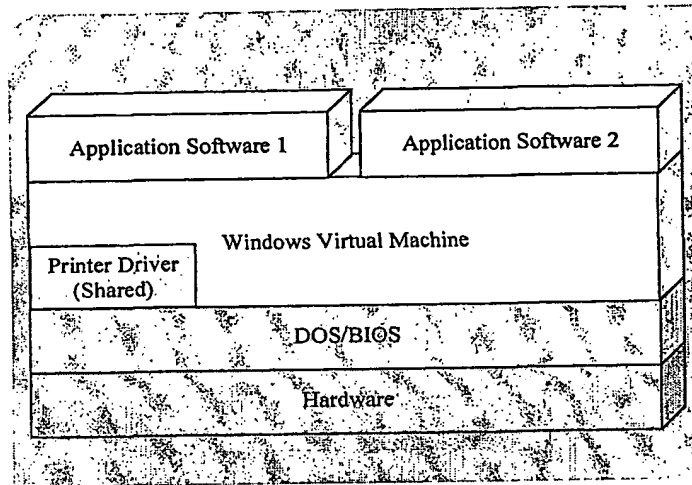 Application Software 1
Application Software 2
Windows Virtual Machine
Printer Driver
(Shared)
DOS/BIOS
Hardware